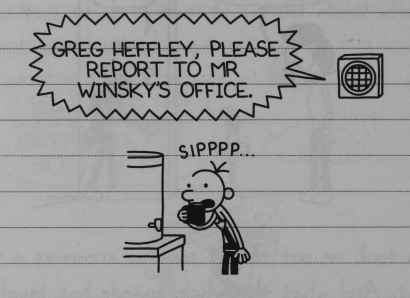 GREG HEFFLEY, PLEASE
REPORT TO MR
WINSKY'S OFFICE.
SIPPPP...